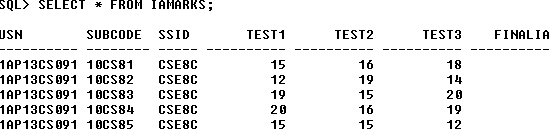 SQL> SELECT * FROM IAMARKS;
USN SUBCODE SSID TEST1 TEST2 TEST3 FINALIA
---------- -------- ----- ---------- ---------- ---------- ----------
1AP13CS091 10CS81 CSE8C 15 16 18
1AP13CS091 10CS82 CSE8C 12 19 14
1AP13CS091 10CS83 CSE8C 19 15 20
1AP13CS091 10CS84 CSE8C 20 16 19
1AP13CS091 10CS85 CSE8C 15 15 12